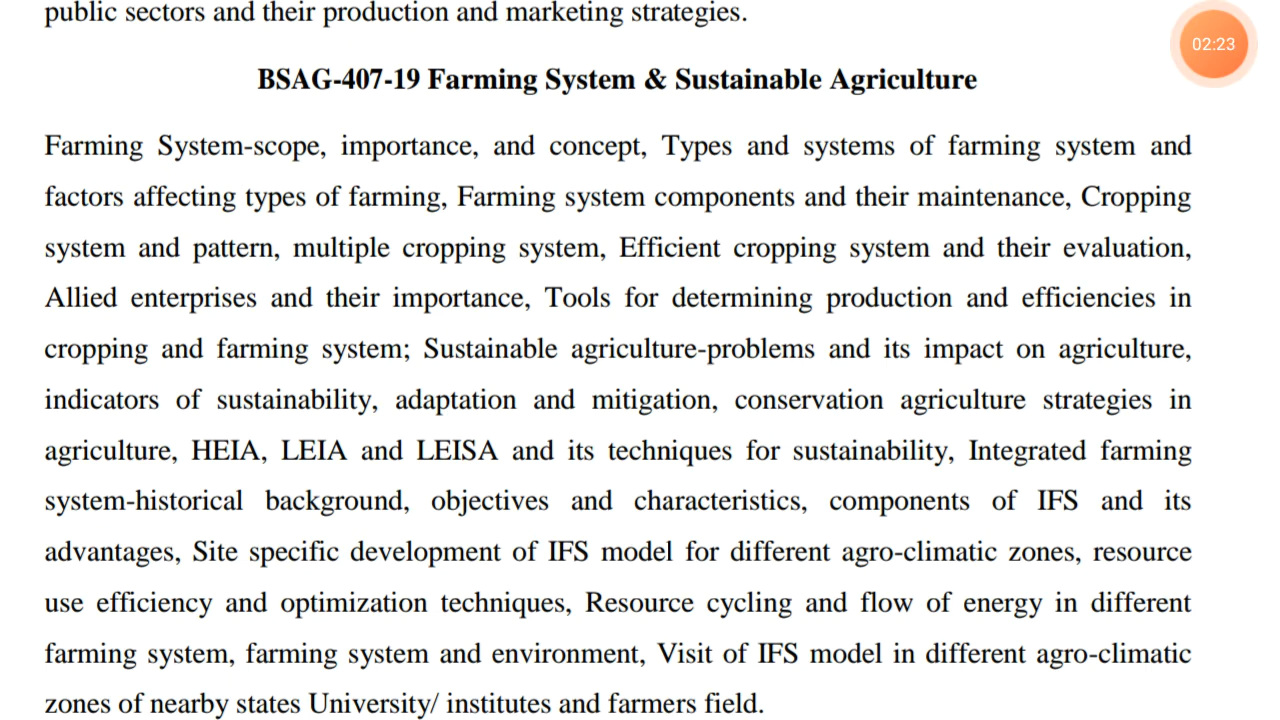 public sectors and their production and marketing strategies.
02:23
BSAG-407-19 Farming System & Sustainable Agriculture
Farming System-scope, importance, and concept, Types and systems of farming system and
factors affecting types of farming, Farming system components and their maintenance, Cropping
system and pattern, multiple cropping system, Efficient cropping system and their evaluation,
Allied enterprises and their importance, Tools for determining production and efficiencies in
cropping and farming system; Sustainable agriculture-problems and its impact on agriculture,
indicators of sustainability, adaptation and mitigation, conservation agriculture strategies in
agriculture, HEIA, LEIA and LEISA and its techniques for sustainability, Integrated farming
system-historical background, objectives and characteristics, components of IFS and its
advantages, Site specific development of IFS model for different agro-climatic zones, resource
use efficiency and optimization techniques, Resource cycling and flow of energy in different
farming system, farming system and environment, Visit of IFS model in different agro-climatic
zones of nearby states University/ institutes and farmers field.